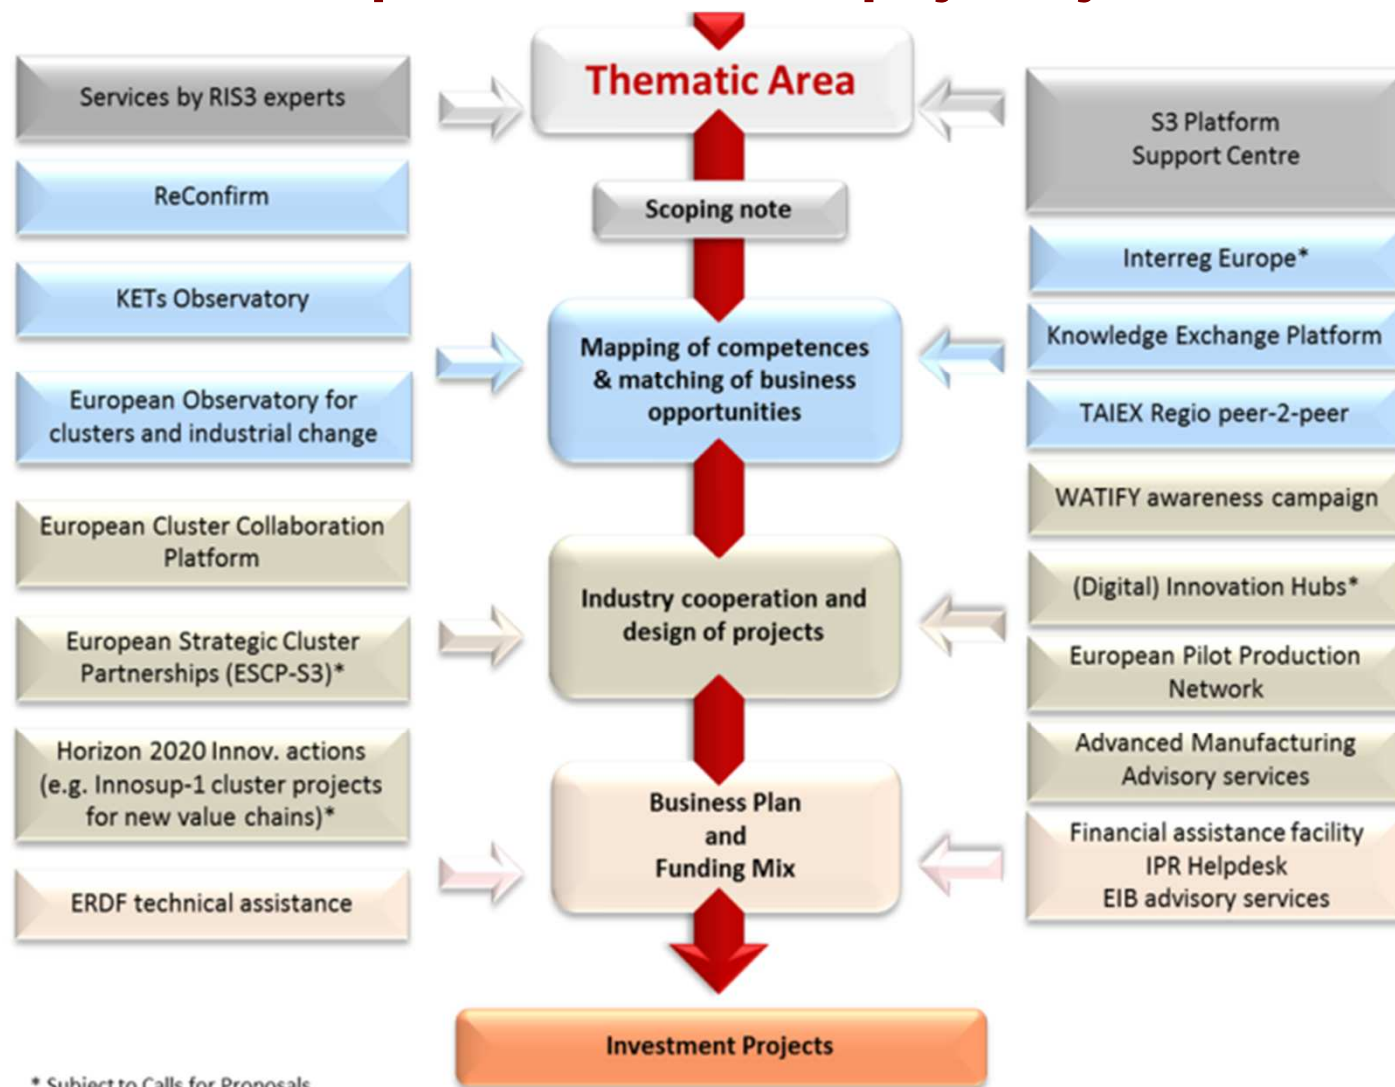 Thematic Area
Services by RIS3 experts
ReConfirm
KETs Observatory
European Observatory for
clusters and industrial change
European Cluster Collaboration
Platform
European Strategic Cluster
Partnerships (ESCP-S3)*
Horizon 2020 Innov. actions
(e.g. Innosup-1 cluster projects
for new value chains)*
ERDF technical assistance
Scoping note
Mapping of competences
& matching of business
opportunities
Industry cooperation and
design of projects
Business Plan
and
Funding Mix
Investment Projects
S3 Platform
Support Centre
Interreg Europe*
Knowledge Exchange Platform
TAIEX Regio peer-2-peer
WATIFY awareness campaign
(Digital) Innovation Hubs*
European Pilot Production
Network
Advanced Manufacturing
Advisory services
Financial assistance facility
IPR Helpdesk
EIB advisory services
* Subject to Calls for Proposals